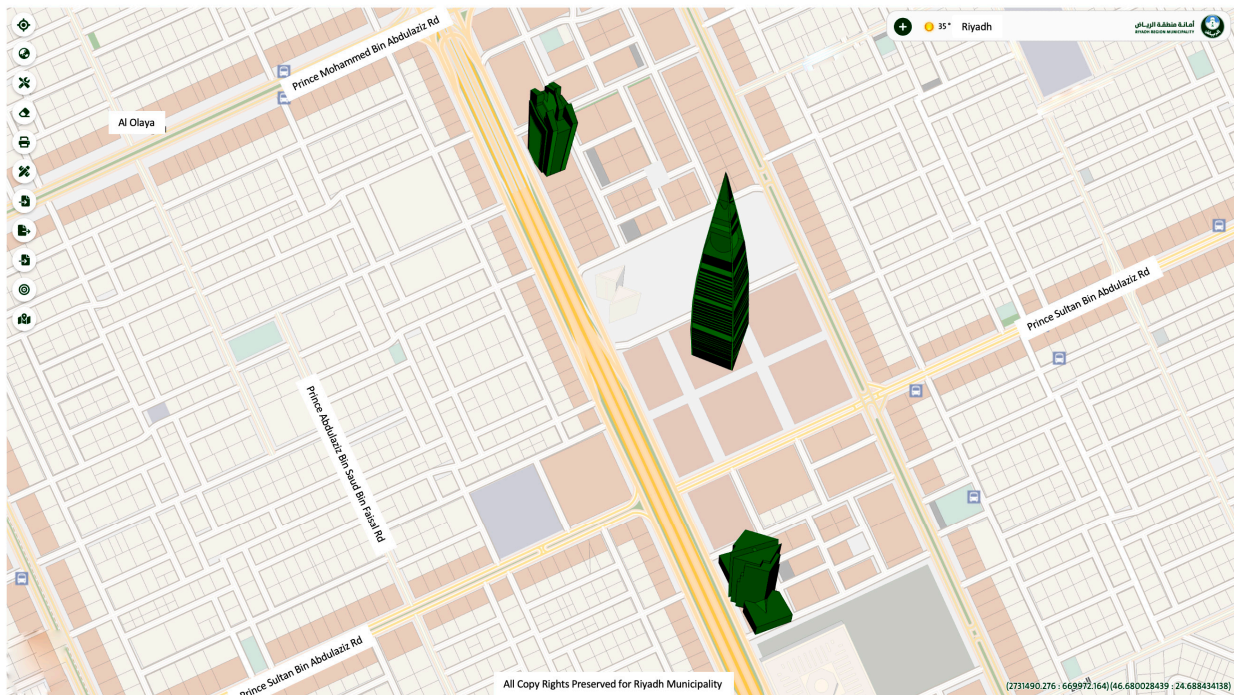 Prince Mohammed Bin Abdulaziz Rd
35°
Riyadh
أمانة منطقة الرياض
RIYADH REGION MUNICIPALITY
Al Olaya
Prince Sultan Bin Abdulaziz Rd
Prince Abdulaziz Bin Saud Bin Faisal Rd
Prince Sultan Bin Abdulaziz Rd
All Copy Rights Preserved for Riyadh Municipality
(2731490.276 : 669972.164)(46.680028439 : 24.688434138)